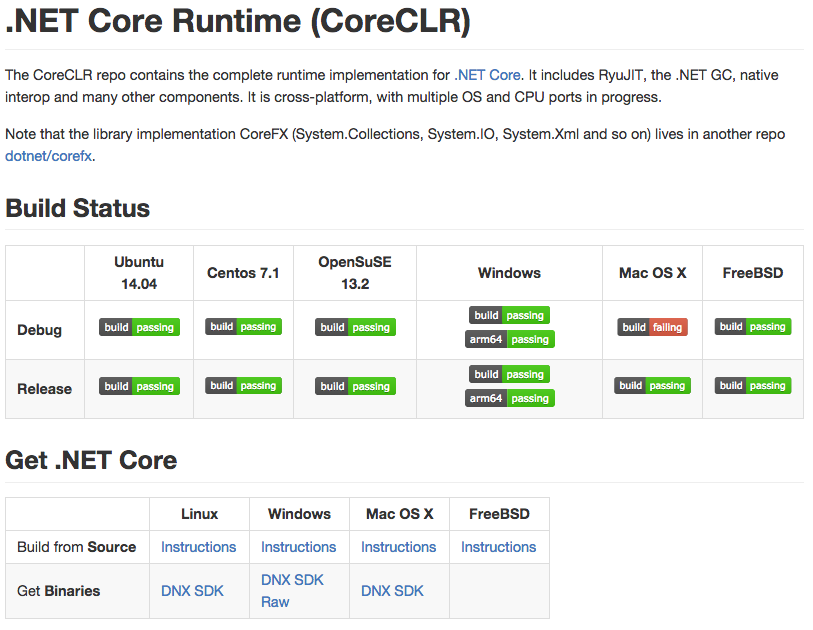 .NET Core Runtime (CoreCLR)
The CoreCLR repo contains the complete runtime implementation for .NET Core. It includes RyuJIT, the .NET GC, native
interop and many other components. It is cross-platform, with multiple OS and CPU ports in progress.
Note that the library implementation CoreFX (System.Collections, System.IO, System.Xml and so on) lives in another repo
dotnet/corefx.
Build Status
Ubuntu
14.04
Centos 7.1
OpenSuSE
13.2
Windows
Mac OS X
FreeBSD
Debug
build passing
build passing
build passing
build passing
arm64 passing
build failing
build passing
Release
build passing
build passing
build passing
build passing
arm64 passing
build passing
build passing
Get .NET Core
Linux
Windows
Mac OS X
FreeBSD
Build from Source
Instructions
Instructions
Instructions
Instructions
Get Binaries
DNX SDK
DNX SDK
Raw
DNX SDK